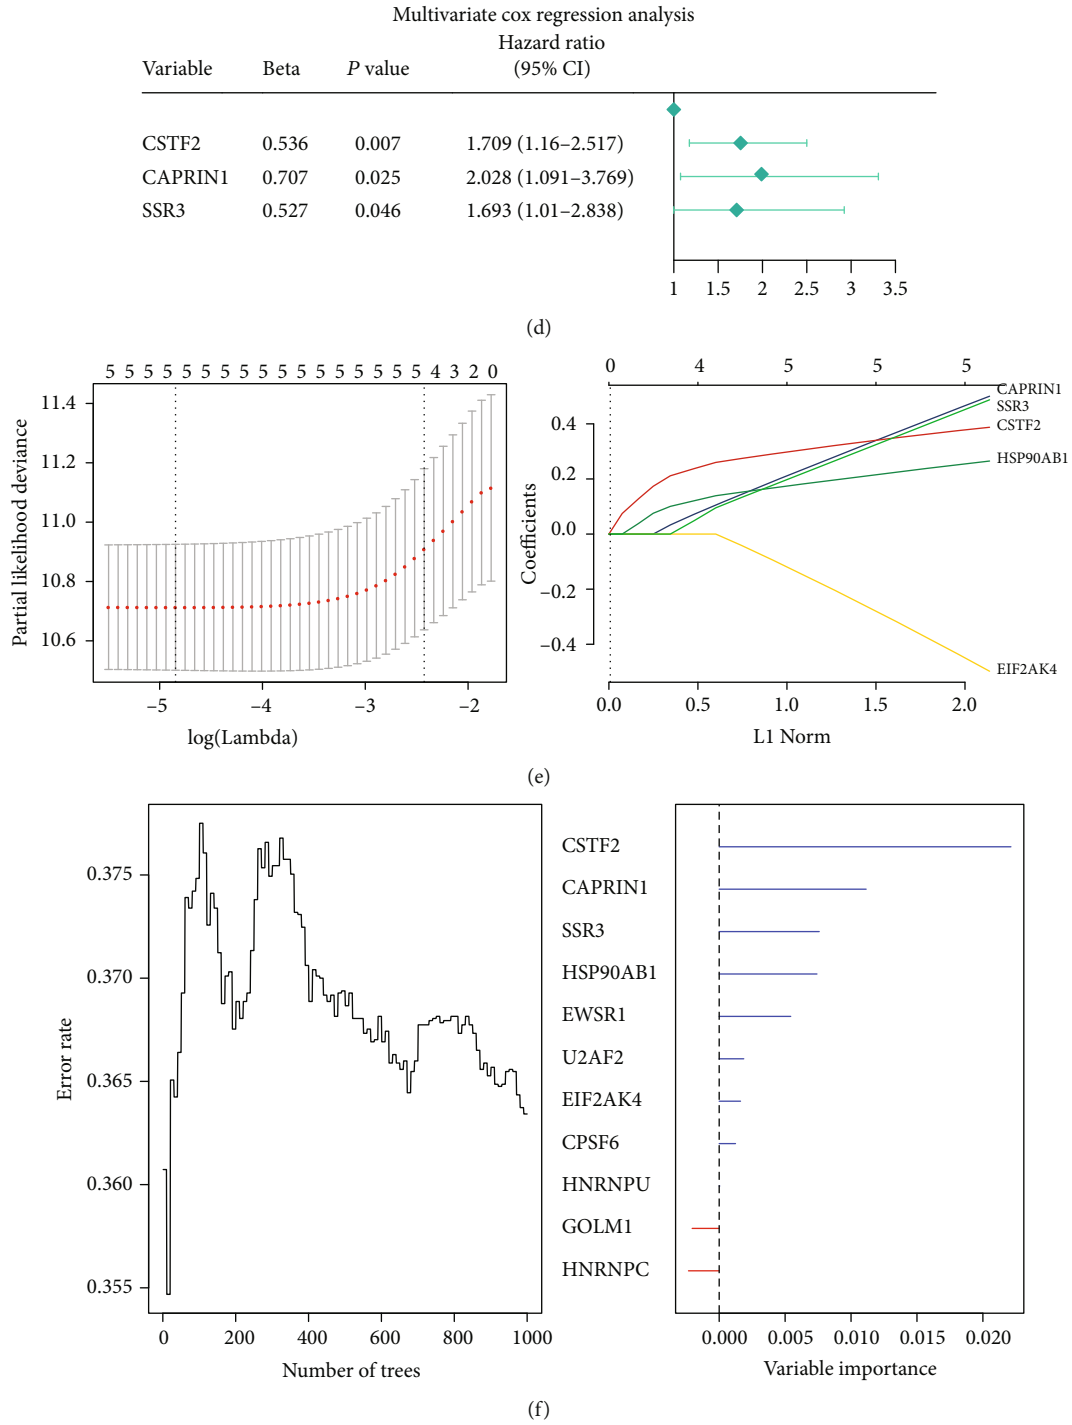 Multivariate cox regression analysis
Hazard ratio
Variable Beta P value (95% CI)
CSTF2 0.536 0.007 1.709 (1.16–2.517)
CAPRIN1 0.707 0.025 2.028 (1.091–3.769)
SSR3 0.527 0.046 1.693 (1.01–2.838)
1 1.5 2 2.5 3 3.5
(d)
5 5 5 5 5 5 5 5 5 5 5 5 5 5 5 5 5 4 3 2 0
11.4
11.2
11.0
10.8
10.6
Partial likelihood deviance
–5 –4 –3 –2
log(Lambda)
0 4 5 5 5
0.4
0.2
0.0
–0.2
–0.4
Coefficients
CAPRIN1
SSR3
CSTF2
HSP90AB1
EIF2AK4
0.0 0.5 1.0 1.5 2.0
L1 Norm
(e)
0.375
0.370
0.365
0.360
0.355
Error rate
0 200 400 600 800 1000
Number of trees
CSTF2
CAPRIN1
SSR3
HSP90AB1
EWSR1
U2AF2
EIF2AK4
CPSF6
HNRNPU
GOLM1
HNRNPC
0.000 0.005 0.010 0.015 0.020
Variable importance
(f)